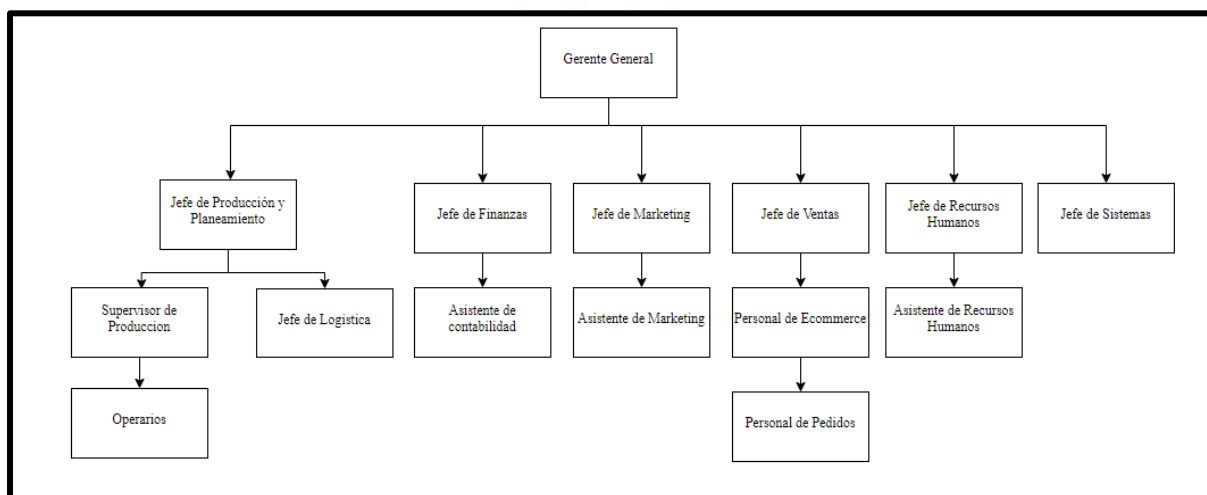 Gerente General
Jefe de Producción y
Planeamiento
Jefe de Finanzas
Jefe de Marketing
Jefe de Ventas
Jefe de Recursos
Humanos
Jefe de Sistemas
Supervisor de
Produccion
Jefe de Logistica
Asistente de
contabilidad
Asistente de Marketing
Personal de Ecommerce
Asistente de Recursos
Humanos
Operarios
Personal de Pedidos